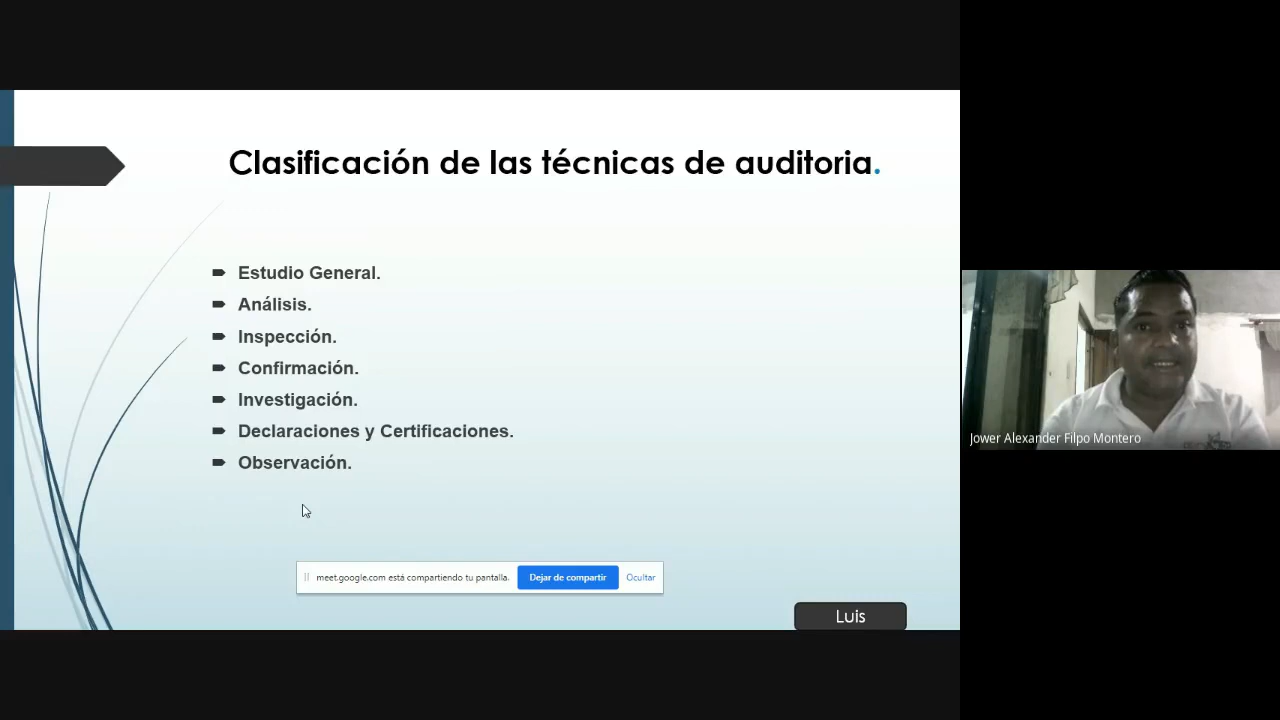 Clasificación de las técnicas de auditoria.
Estudio General.
Análisis.
Inspección.
Confirmación.
Investigación.
Declaraciones y Certificaciones.
Observación.
meet.google.com está compartiendo tu pantalla.
Dejar de compartir
Ocultar
Luis
Jower Alexander Filpo Montero